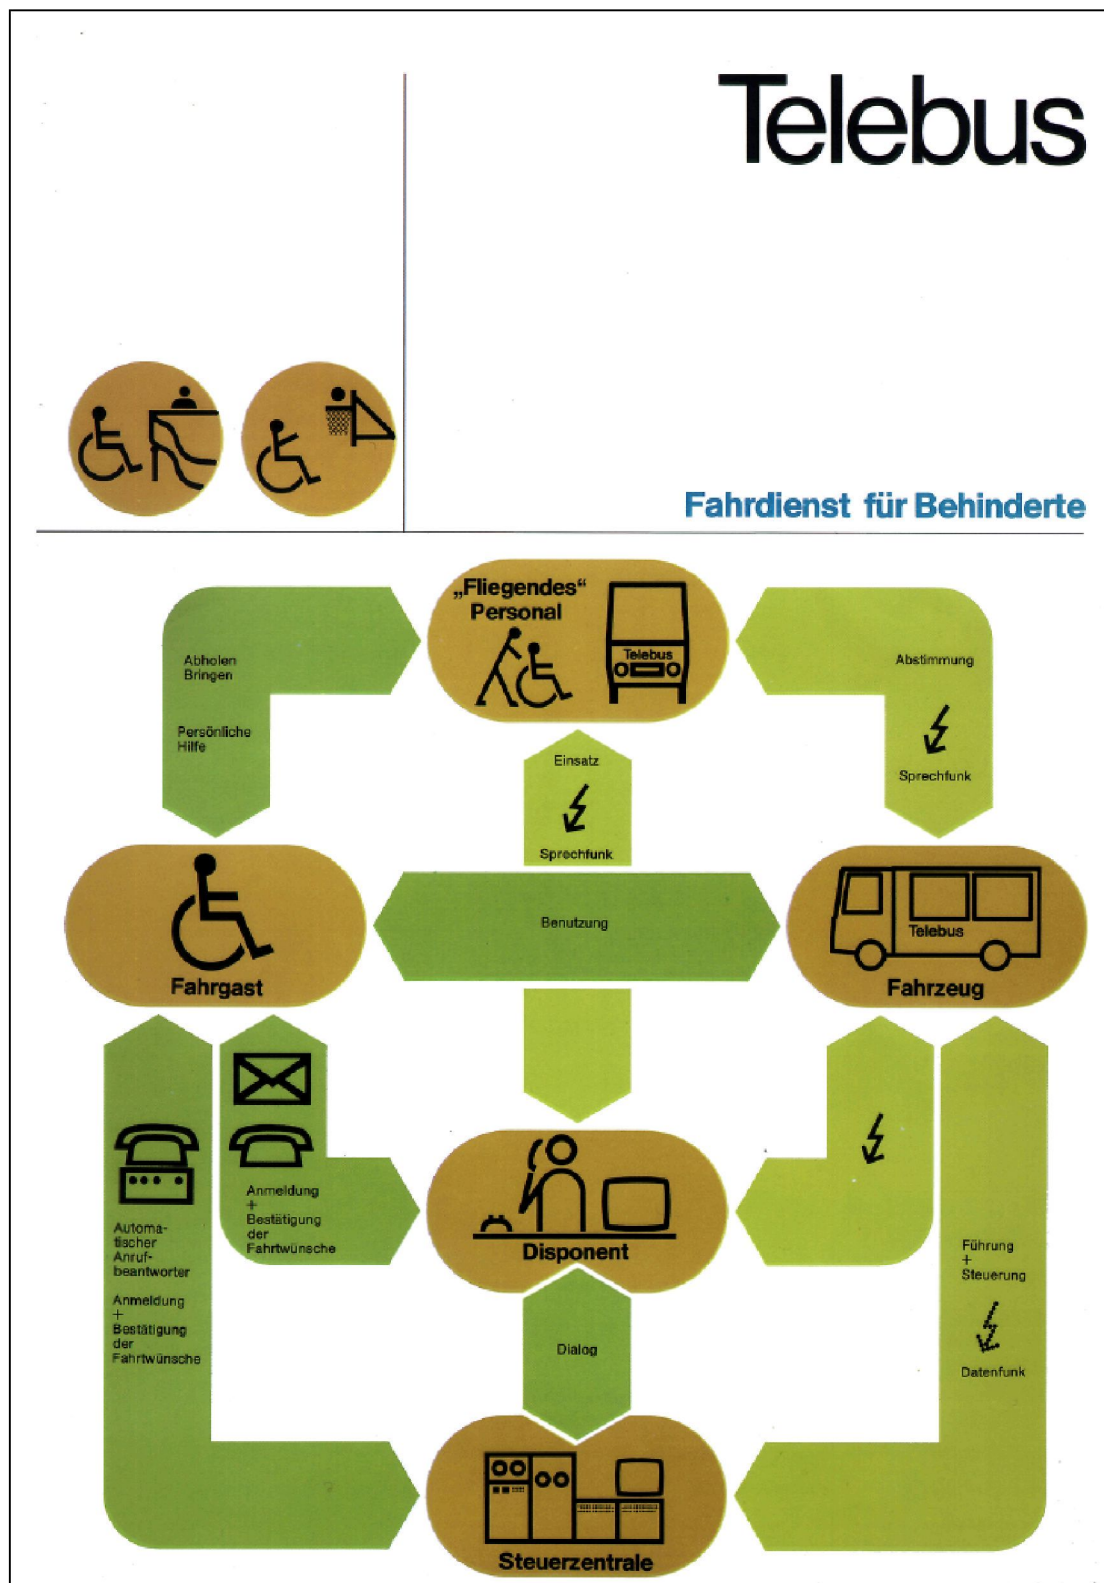 Telebus
Fahrdienst für Behinderte
„Fliegendes“
Personal
Telebus
Abholen
Bringen
Persönliche
Hilfe
Abstimmung
Sprechfunk
Einsatz
Sprechfunk
Fahrgast
Benutzung
Telebus
Fahrzeug
Automa-
tischer
Anruf-
beantworter
Anmeldung
+
Bestätigung
der
Fahrtwünsche
Anmeldung
+
Bestätigung
der
Fahrtwünsche
Disponent
Führung
+
Steuerung
Datenfunk
Dialog
Steuerzentrale